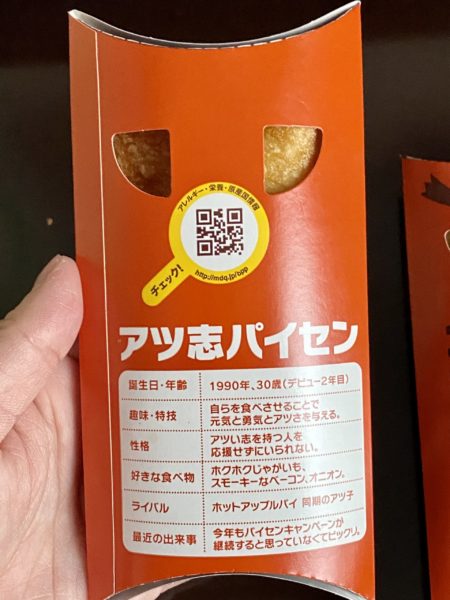 アレルギー・栄養・原産国情報
チェック!
http://mdq.jp/bpp
アツ志パイセン
誕生日・年齢 1990年、30歳(デビュー2年目)
趣味・特技 自らを食べさせることで
元気と勇気とアツさを与える。
性格 アツい志を持つ人を
応援せずにいられない。
好きな食べ物 ホクホクじゃがいも、
スモーキーなベーコン、オニオン。
ライバル ホットアップルパイ 同期のアツ子
最近の出来事 今年もパイセンキャンペーンが
継続すると思っていなくてビックリ。